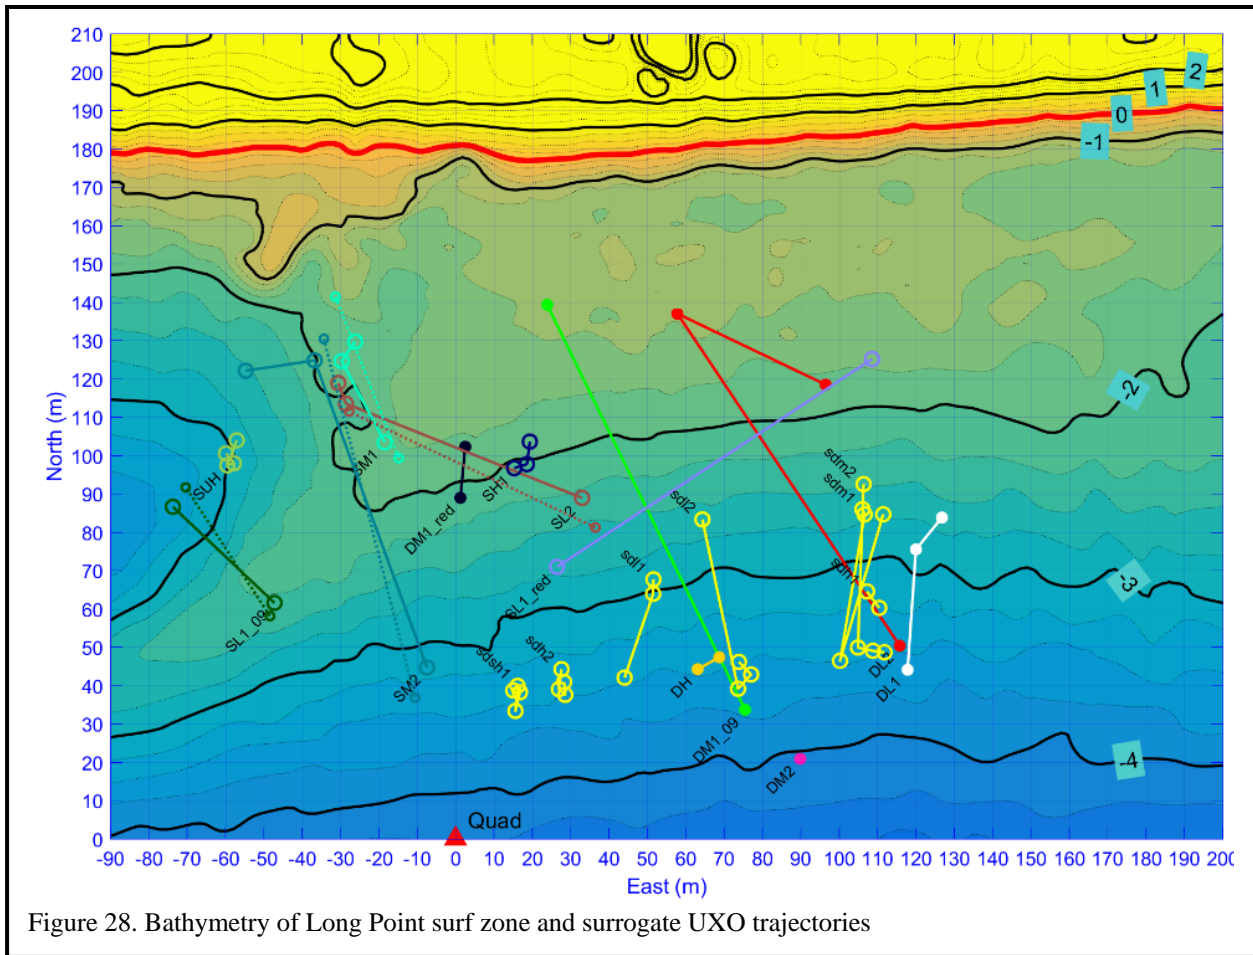 210
200
190
180
170
160
150
140
130
120
110
100
90
80
70
60
50
40
30
20
10
0
North (m)
2
1
0
-1
-2
-3
-4
SUH
SM1
SL1_09
SM2
DM1_red
SH1
SL2
SL1_red
sdsh1
sdh2
sdl1
sdl2
DH
DM1_09
DM2
sdm2
sdm1
sdh1
DL2
DL1
Quad
-90 -80 -70 -60 -50 -40 -30 -20 -10 0 10 20 30 40 50 60 70 80 90 100 110 120 130 140 150 160 170 180 190 200
East (m)
Figure 28. Bathymetry of Long Point surf zone and surrogate UXO trajectories